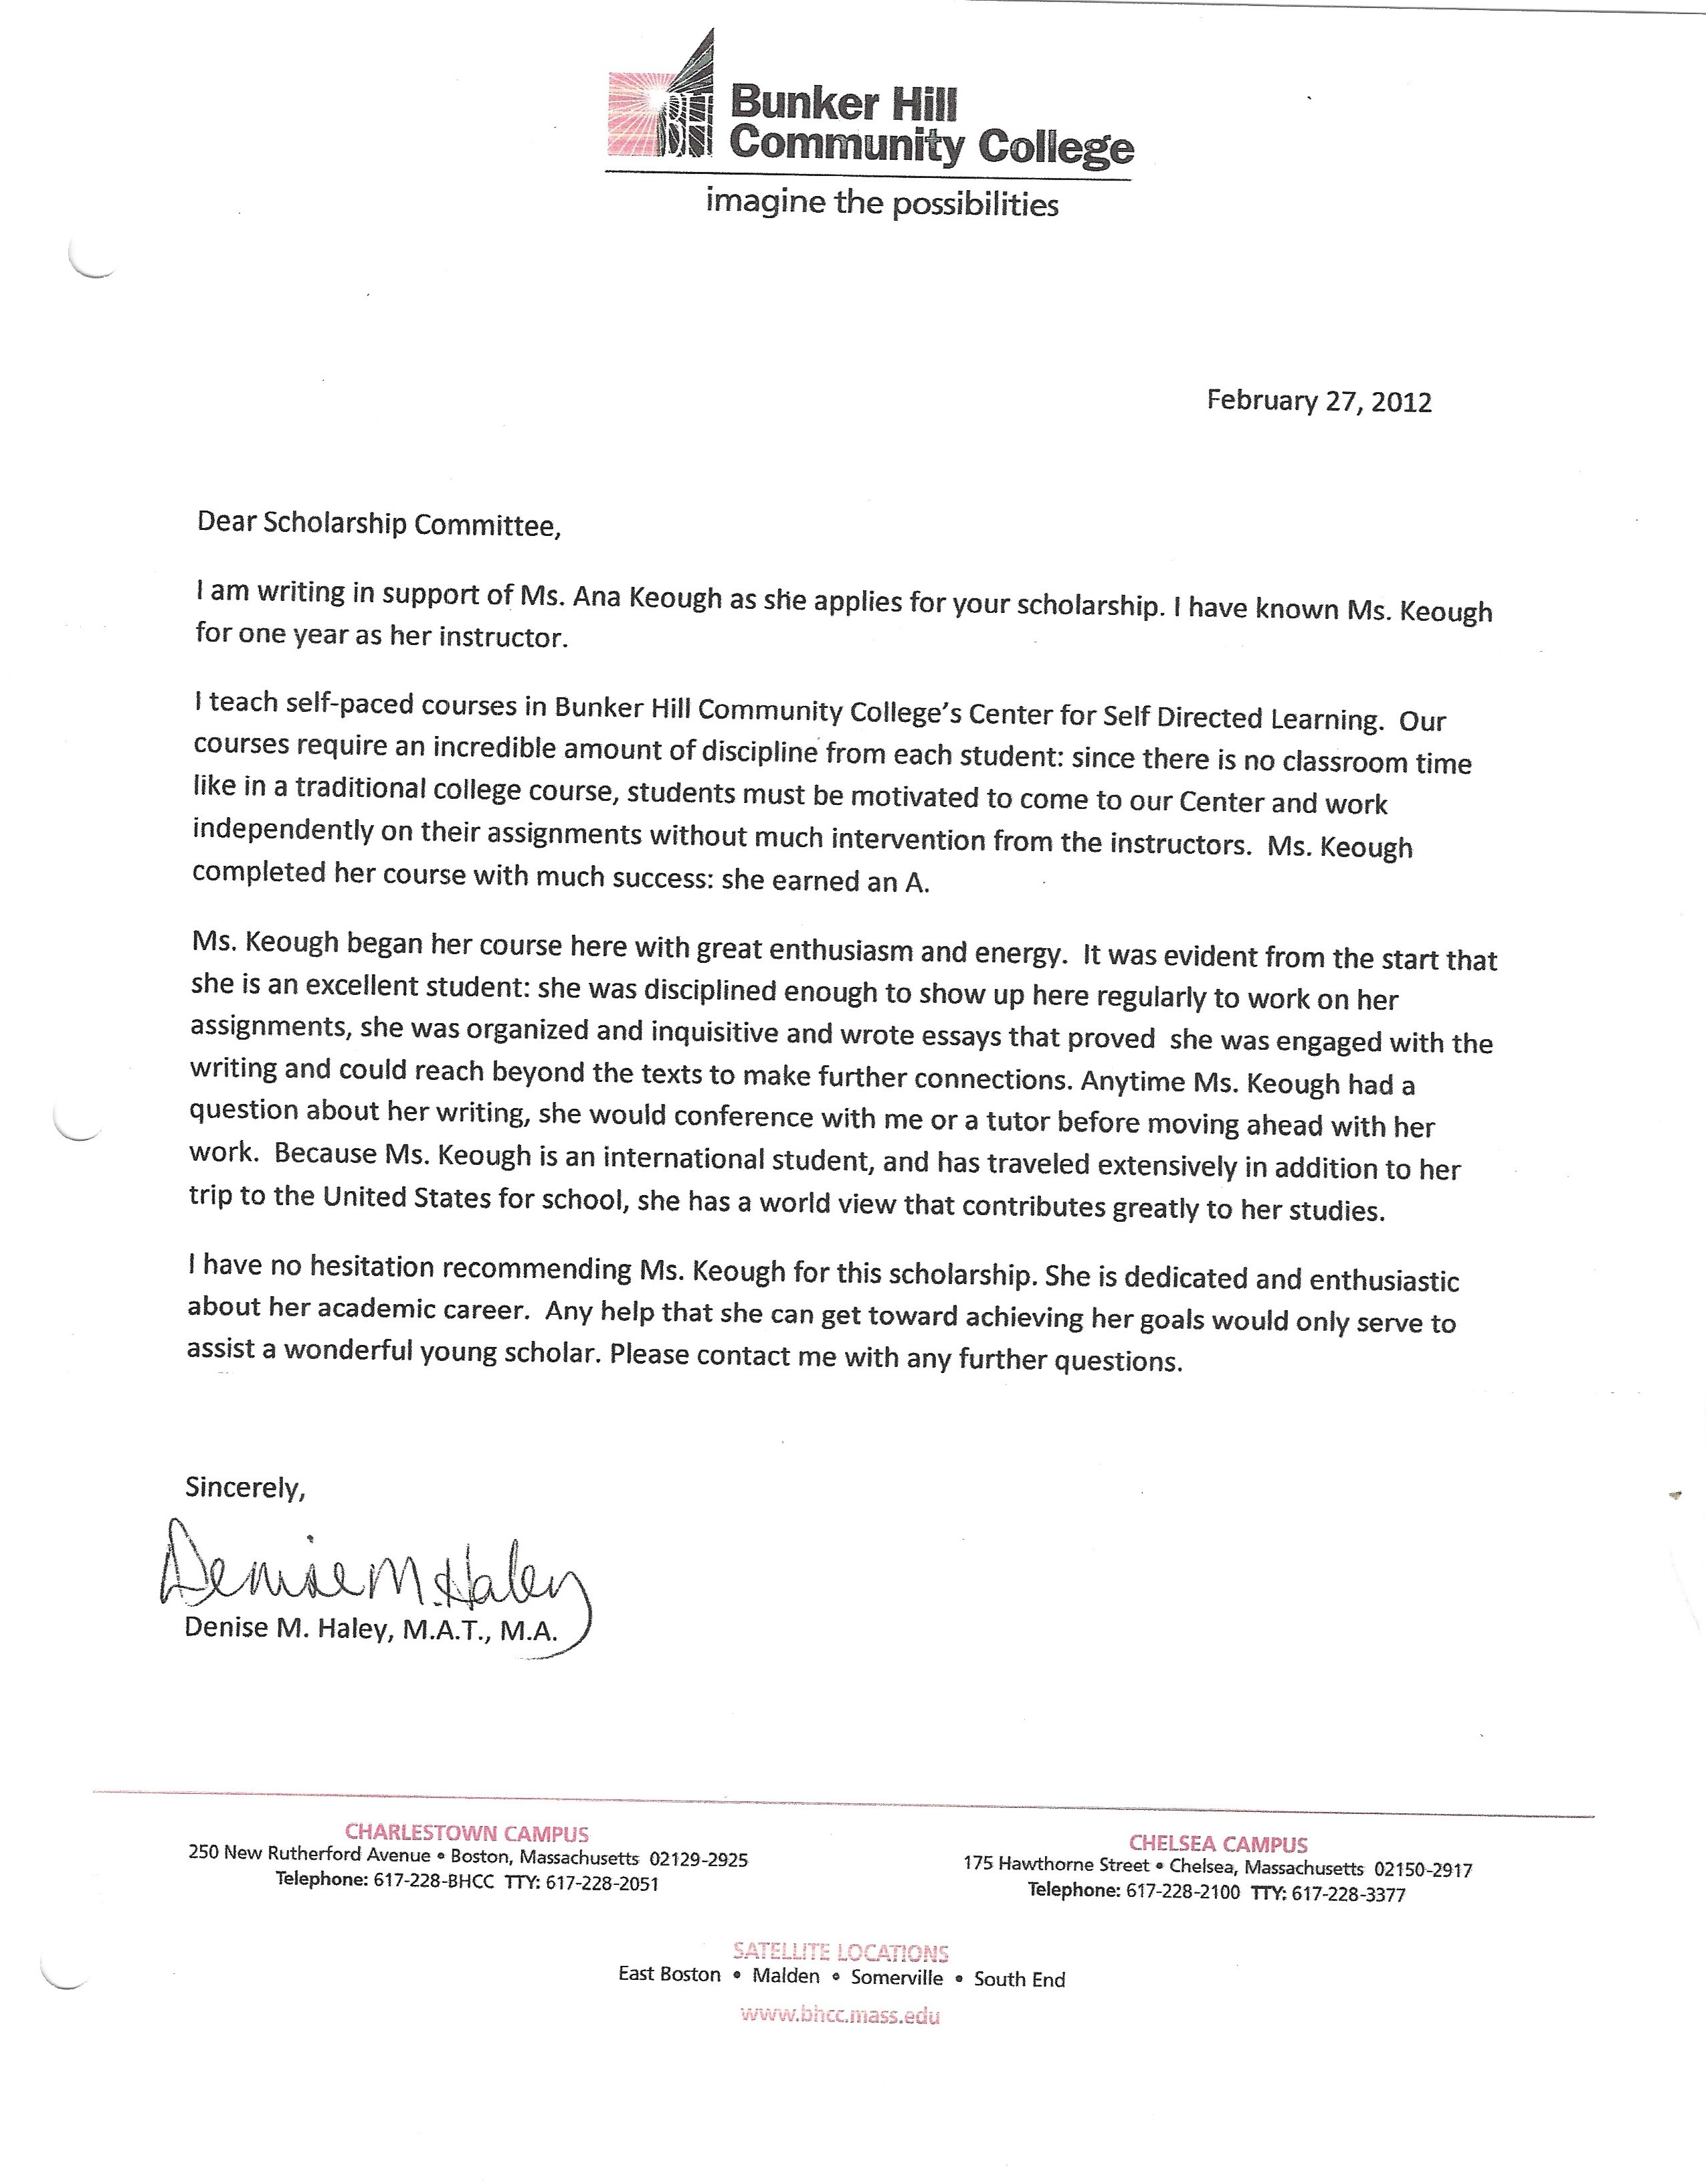 Bunker Hill
Community College
imagine the possibilities
February 27, 2012
Dear Scholarship Committee,
I am writing in support of Ms. Ana Keough as she applies for your scholarship. I have known Ms. Keough
for one year as her instructor.
I teach self-paced courses in Bunker Hill Community College's Center for Self Directed Learning.  Our
courses require an incredible amount of discipline from each student: since there is no classroom time
like in a traditional college course, students must be motivated to come to our Center and work
independently on their assignments without much intervention from the instructors.  Ms. Keough
completed her course with much success: she earned an A.
Ms. Keough began her course here with great enthusiasm and energy.  It was evident from the start that
she is an excellent student: she was disciplined enough to show up here regularly to work on her
assignments, she was organized and inquisitive and wrote essays that proved  she was engaged with the
writing and could reach beyond the texts to make further connections. Anytime Ms. Keough had a
question about her writing, she would conference with me or a tutor before moving ahead with her
work.  Because Ms. Keough is an international student, and has traveled extensively in addition to her
trip to the United States for school, she has a world view that contributes greatly to her studies.
I have no hesitation recommending Ms. Keough for this scholarship. She is dedicated and enthusiastic
about her academic career.  Any help that she can get toward achieving her goals would only serve to
assist a wonderful young scholar. Please contact me with any further questions.
Sincerely,
Denise M. Haley
Denise M. Haley, M.A.T., M.A.
CHARLESTOWN CAMPUS
250 New Rutherford Avenue • Boston, Massachusetts 02129-2925
Telephone: 617-228-BHCC TTY: 617-228-2051
CHELSEA CAMPUS
175 Hawthorne Street • Chelsea, Massachusetts 02150-2917
Telephone: 617-228-2100 TTY: 617-228-3377
SATELLITE LOCATIONS
East Boston • Malden • Somerville • South End
www.bhcc.mass.edu